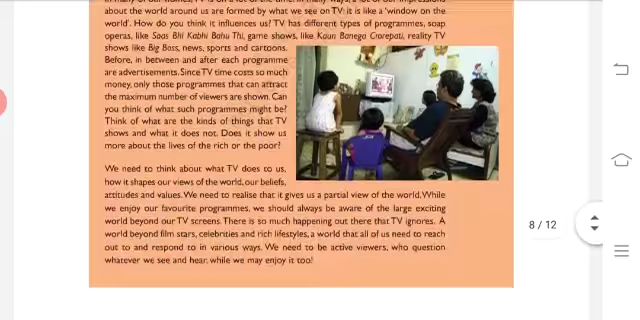 about the world around us are formed by what we see on TV: it is like a 'window on the
world'. How do you think it influences us? TV has different types of programmes, soap
operas, like Saas Bhi Kabhi Bahu Thi, game shows, like Kaun Banega Crorepati, reality TV
shows like Big Boss, news, sports and cartoons.
Before, in between and after each programme
are advertisements. Since TV time costs so much
money, only those programmes that can attract
the maximum number of viewers are shown. Can
you think of what such programmes might be?
Think of what are the kinds of things that TV
shows and what it does not. Does it show us
more about the lives of the rich or the poor?
We need to think about what TV does to us,
how it shapes our views of the world, our beliefs,
attitudes and values. We need to realise that it gives us a partial view of the world. While
we enjoy our favourite programmes, we should always be aware of the large exciting
world beyond our TV screens. There is so much happening out there that TV ignores. A
world beyond film stars, celebrities and rich lifestyles, a world that all of us need to reach
out to and respond to in various ways. We need to be active viewers, who question
whatever we see and hear, while we may enjoy it too!
8 / 12